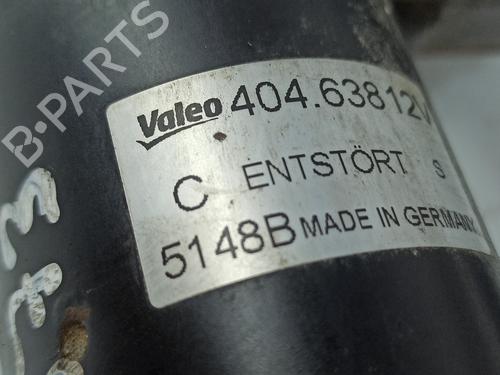 B-PARTS
Valeo 404.638 12V
C ENTSTÖRT S
5148B MADE IN GERMANY